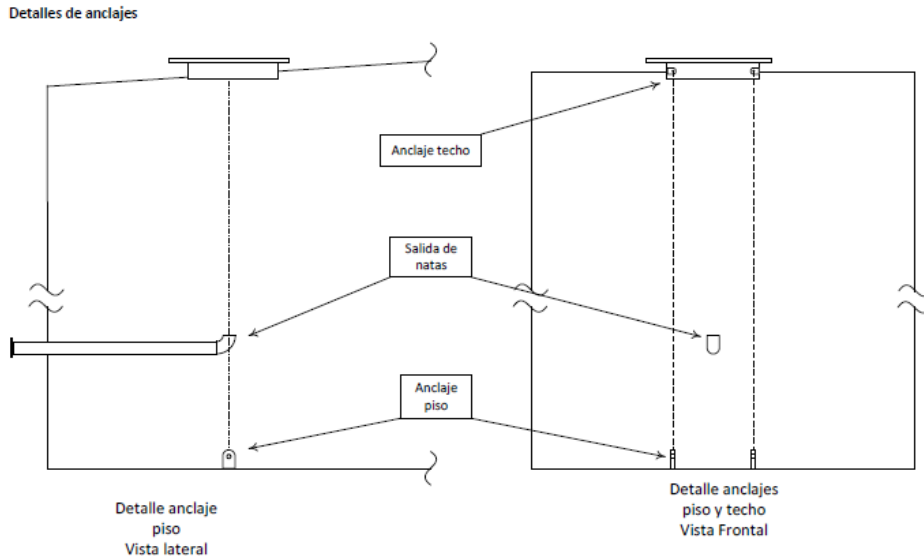 Detalles de anclajes
Anclaje techo
Salida de
natas
Anclaje
piso
Detalle anclaje
piso
Vista lateral
Detalle anclajes
piso y techo
Vista Frontal